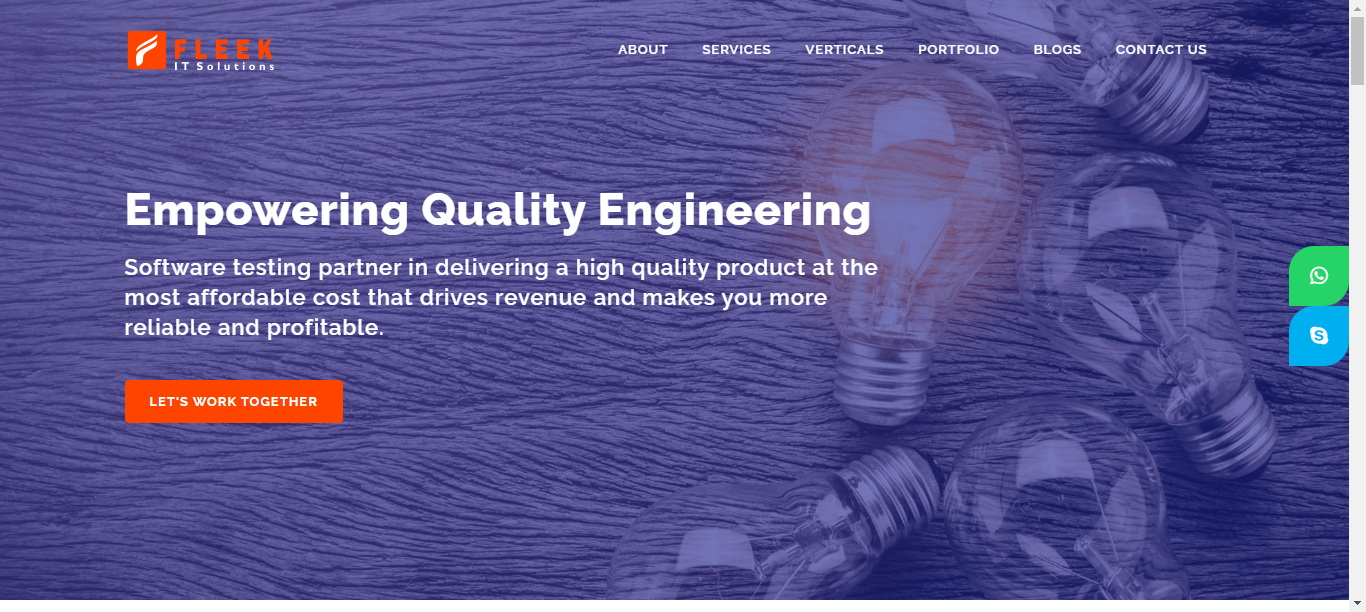 FLEEK
IT Solutions
ABOUT SERVICES VERTICALS PORTFOLIO BLOGS CONTACT US
Empowering Quality Engineering
Software testing partner in delivering a high quality product at the
most affordable cost that drives revenue and makes you more
reliable and profitable.
LET'S WORK TOGETHER